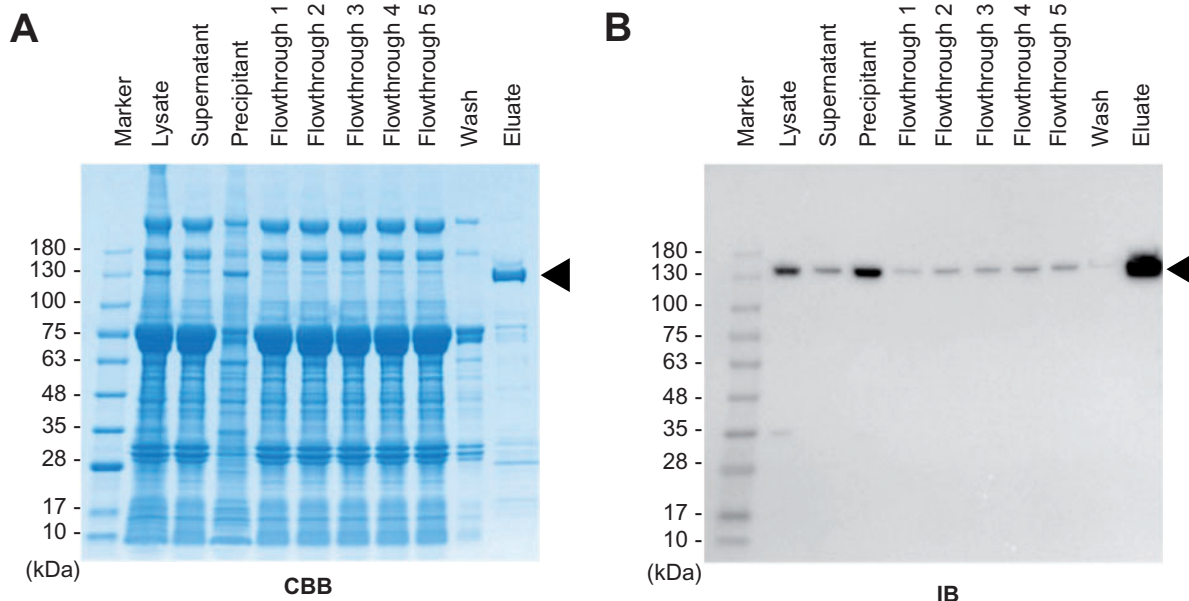 A
Marker
Lysate
Supernatant
Precipitant
Flowthrough 1
Flowthrough 2
Flowthrough 3
Flowthrough 4
Flowthrough 5
Wash
Eluate
180 -
130 -
100 -
75 -
63 -
48 -
35 -
28 -
17 -
10 -
(kDa)
CBB
B
Marker
Lysate
Supernatant
Precipitant
Flowthrough 1
Flowthrough 2
Flowthrough 3
Flowthrough 4
Flowthrough 5
Wash
Eluate
180 -
130 -
100 -
75 -
63 -
48 -
35 -
28 -
17 -
10 -
(kDa)
IB